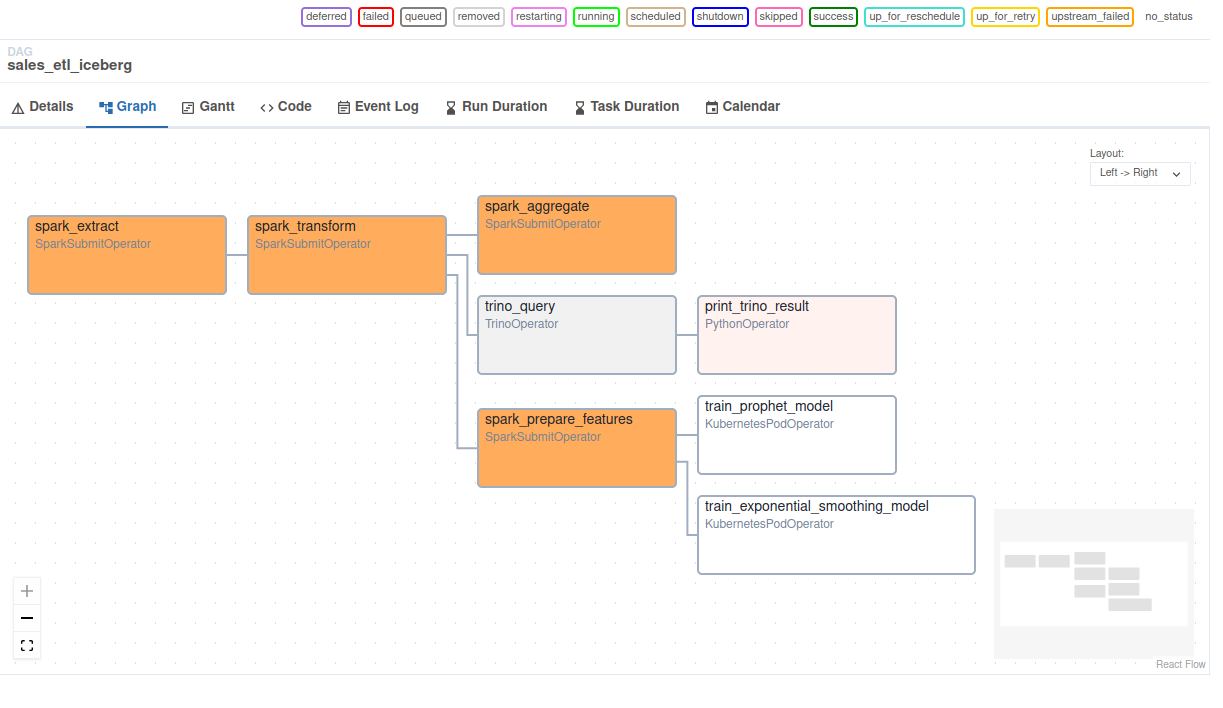 deferred failed queued removed restarting running scheduled shutdown skipped success up_for_reschedule up_for_retry upstream_failed no_status
DAG
sales_etl_iceberg
Details Graph Gantt Code Event Log Run Duration Task Duration Calendar
Layout:
Left -> Right
spark_extract
SparkSubmitOperator
spark_transform
SparkSubmitOperator
spark_aggregate
SparkSubmitOperator
trino_query
TrinoOperator
print_trino_result
PythonOperator
spark_prepare_features
SparkSubmitOperator
train_prophet_model
KubernetesPodOperator
train_exponential_smoothing_model
KubernetesPodOperator
React Flow